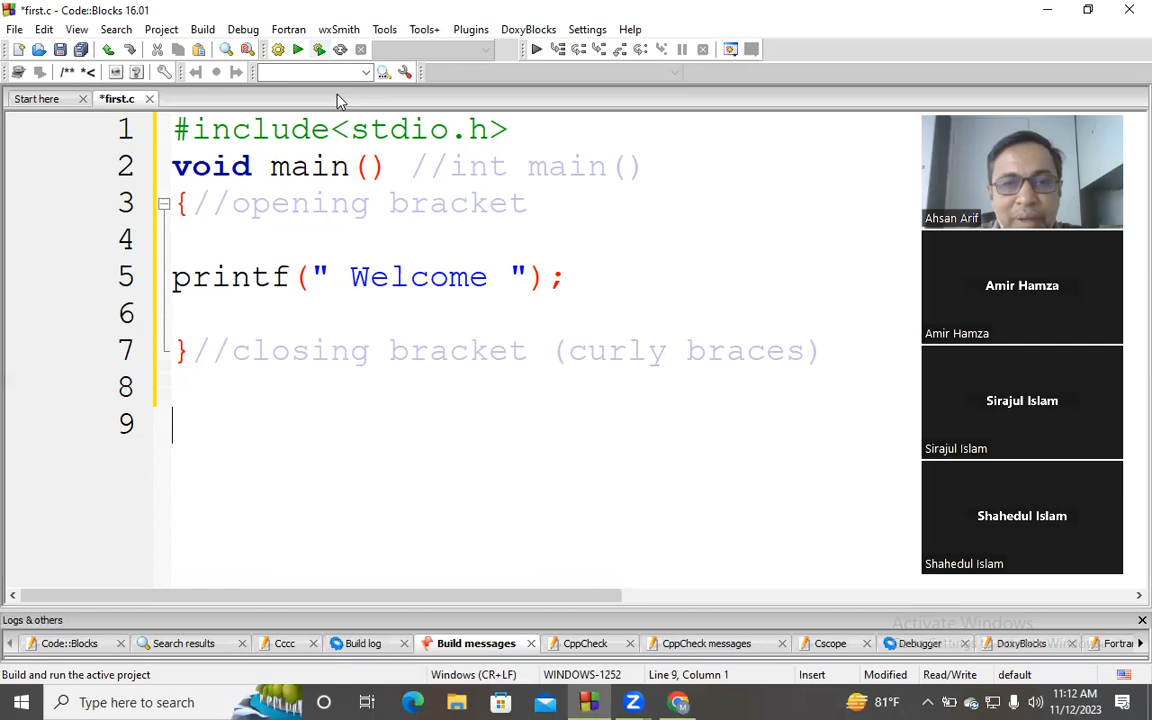 *first.c - Code::Blocks 16.01
File Edit View Search Project Build Debug Fortran wxSmith Tools Tools+ Plugins DoxyBlocks Settings Help
/** *<
Start here *first.c
1 #include<stdio.h>
2 void main() //int main()
3 {//opening bracket
4
5 printf(" Welcome ");
6
7 }//closing bracket (curly braces)
8
9
Ahsan Arif
Amir Hamza
Amir Hamza
Sirajul Islam
Sirajul Islam
Shahedul Islam
Shahedul Islam
Logs & others
Activate Windows
Code::Blocks Search results Cccc Build log Build messages CppCheck CppCheck messages Cscope Debugger DoxyBlocks Fortra
Build and run the active project Windows (CR+LF) WINDOWS-1252 Line 9, Column 1 Insert Modified Read/Write default
Type here to search 81°F 11:12 AM
11/12/2023